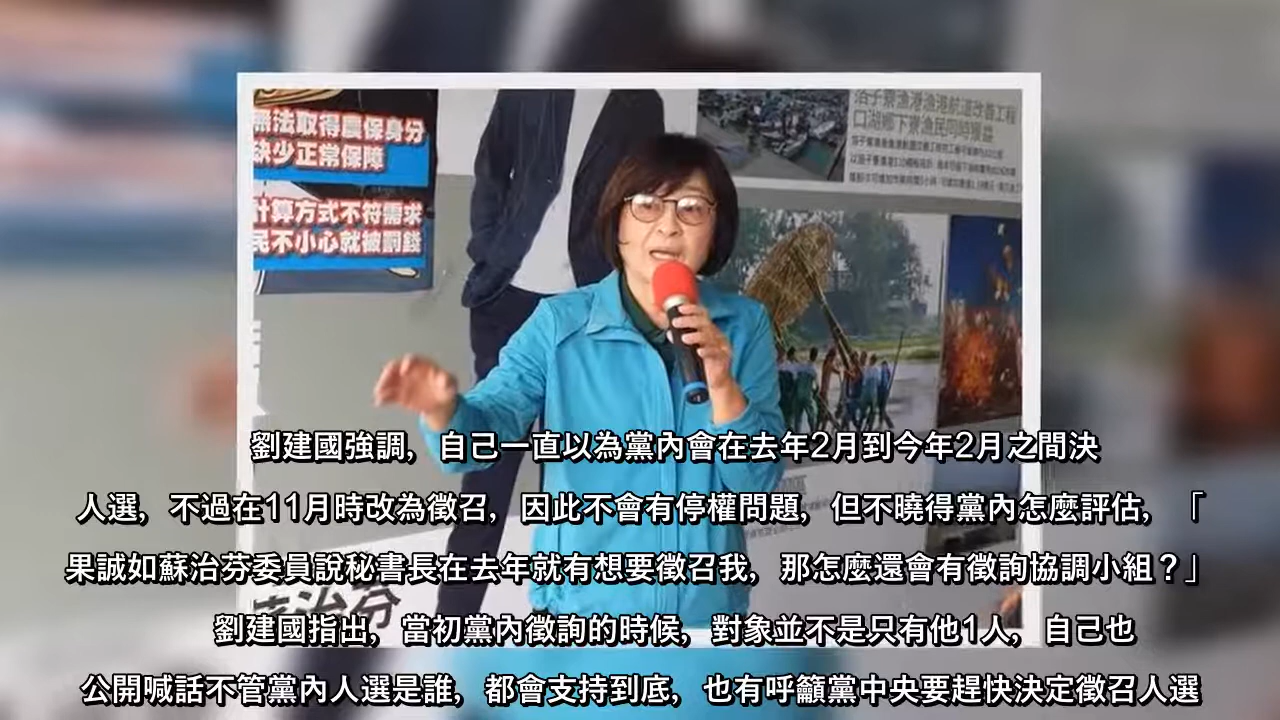 無法取得農保身分
缺少正常保障
計算方式不符需求
民不小心就被罰錢
口湖鄉下寮漁民同時獲益
劉建國強調，自己一直以為黨內會在去年2月到今年2月之間決
人選，不過在11月時改為徵召，因此不會有停權問題，但不曉得黨內怎麼評估，「
果誠如蘇治芬委員說秘書長在去年就有想要徵召我，那怎麼還會有徵詢協調小組？」
劉建國指出，當初黨內徵詢的時候，對象並不是只有他1人，自己也
公開喊話不管黨內人選是誰，都會支持到底，也有呼籲黨中央要趕快決定徵召人選